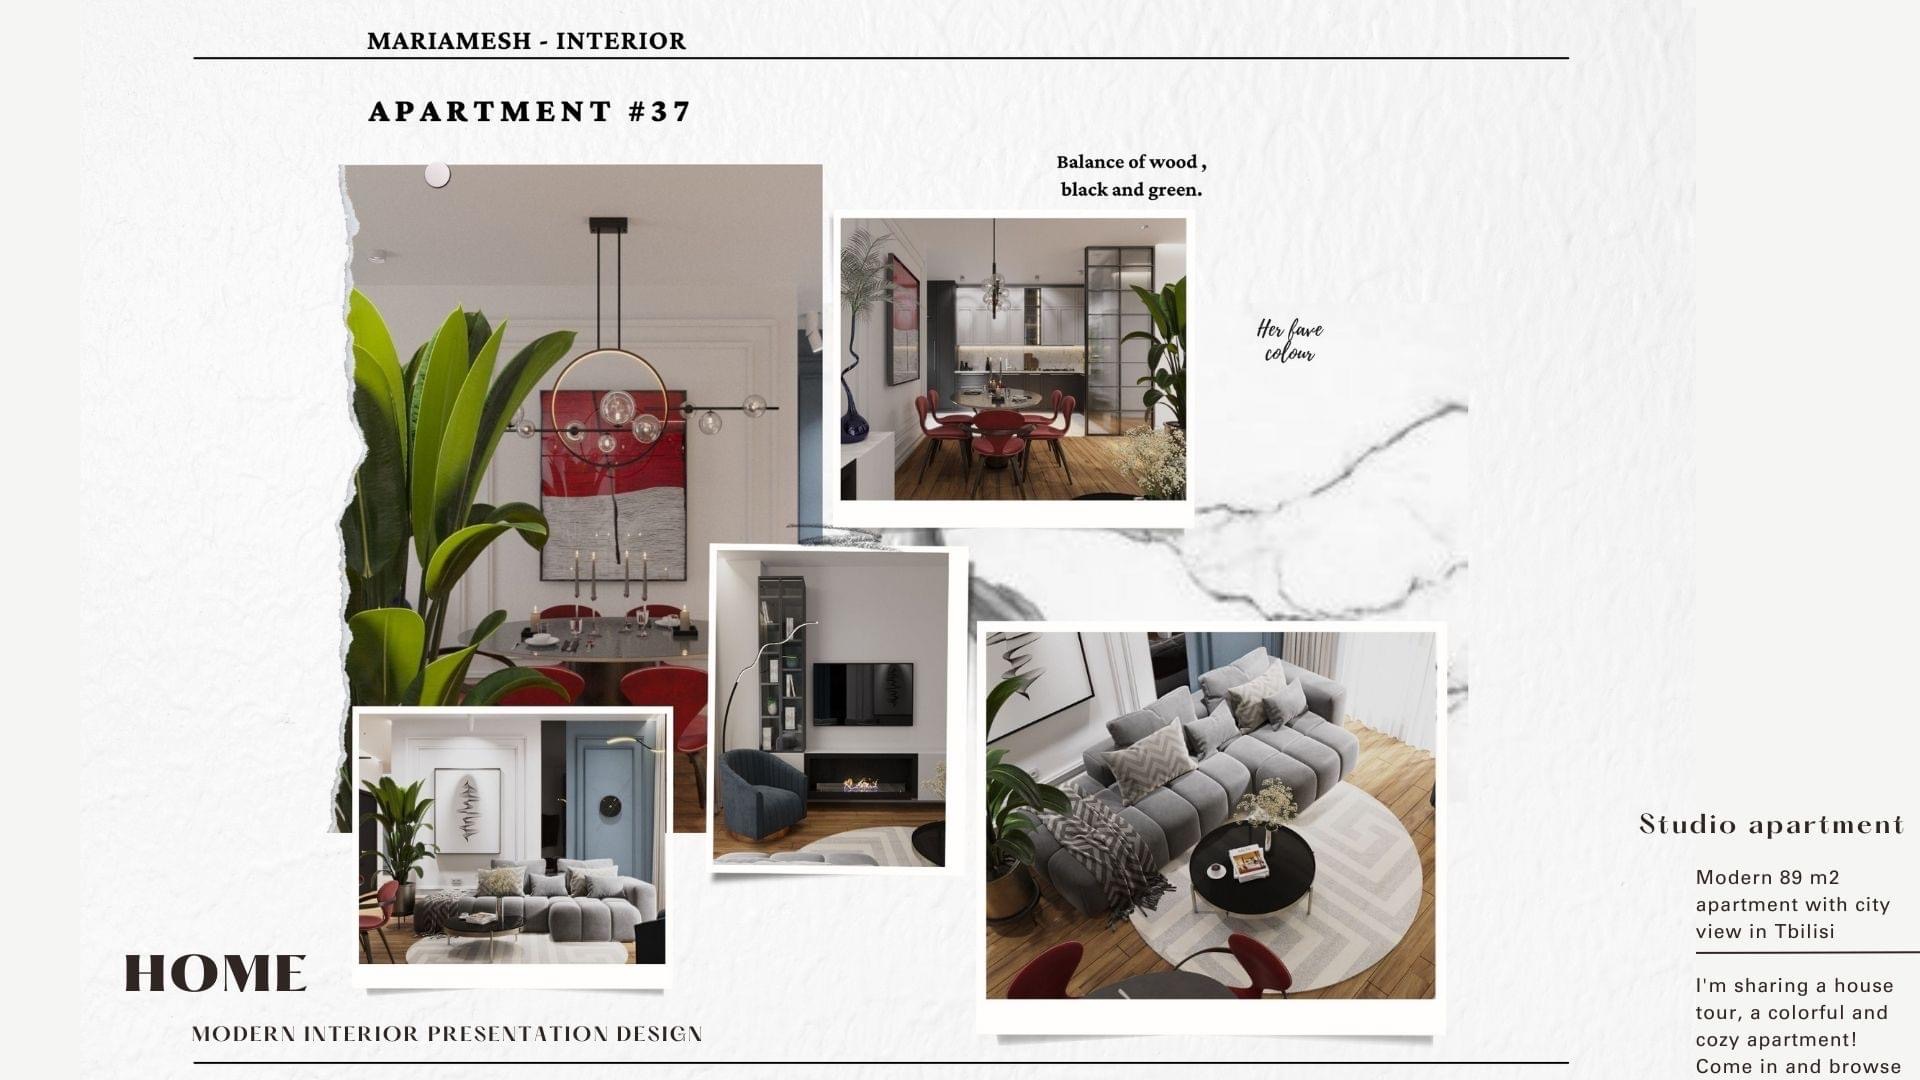 MARIAMESH - INTERIOR
APARTMENT #37
Balance of wood ,
black and green.
Her fave
colour
Studio apartment
Modern 89 m2
apartment with city
view in Tbilisi
I'm sharing a house
tour, a colorful and
cozy apartment!
Come in and browse
HOME
MODERN INTERIOR PRESENTATION DESIGN